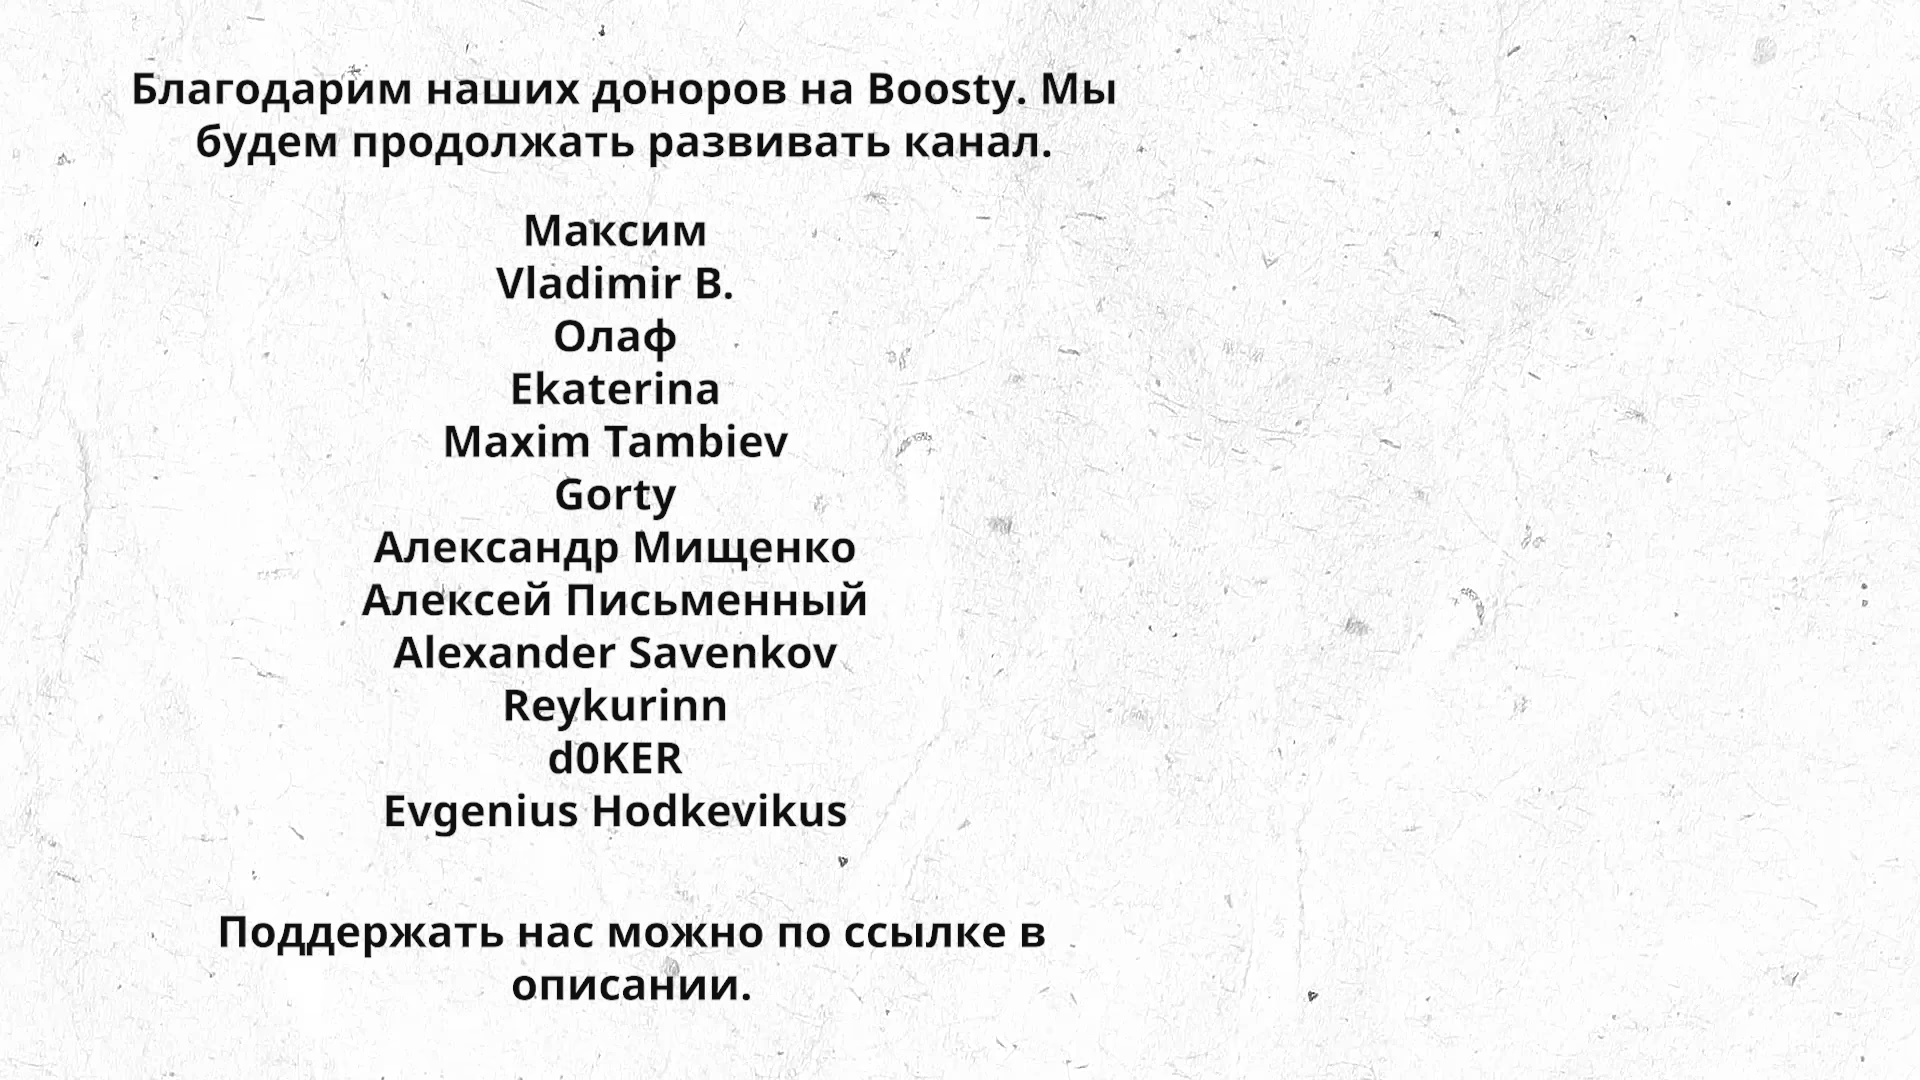 Благодарим наших доноров на Boosty. Мы
будем продолжать развивать канал.
Максим
Vladimir B.
Олаф
Ekaterina
Maxim Tambiev
Gorty
Александр Мищенко
Алексей Письменный
Alexander Savenkov
Reykurinn
d0KER
Evgenius Hodkevikus
Поддержать нас можно по ссылке в
описании.